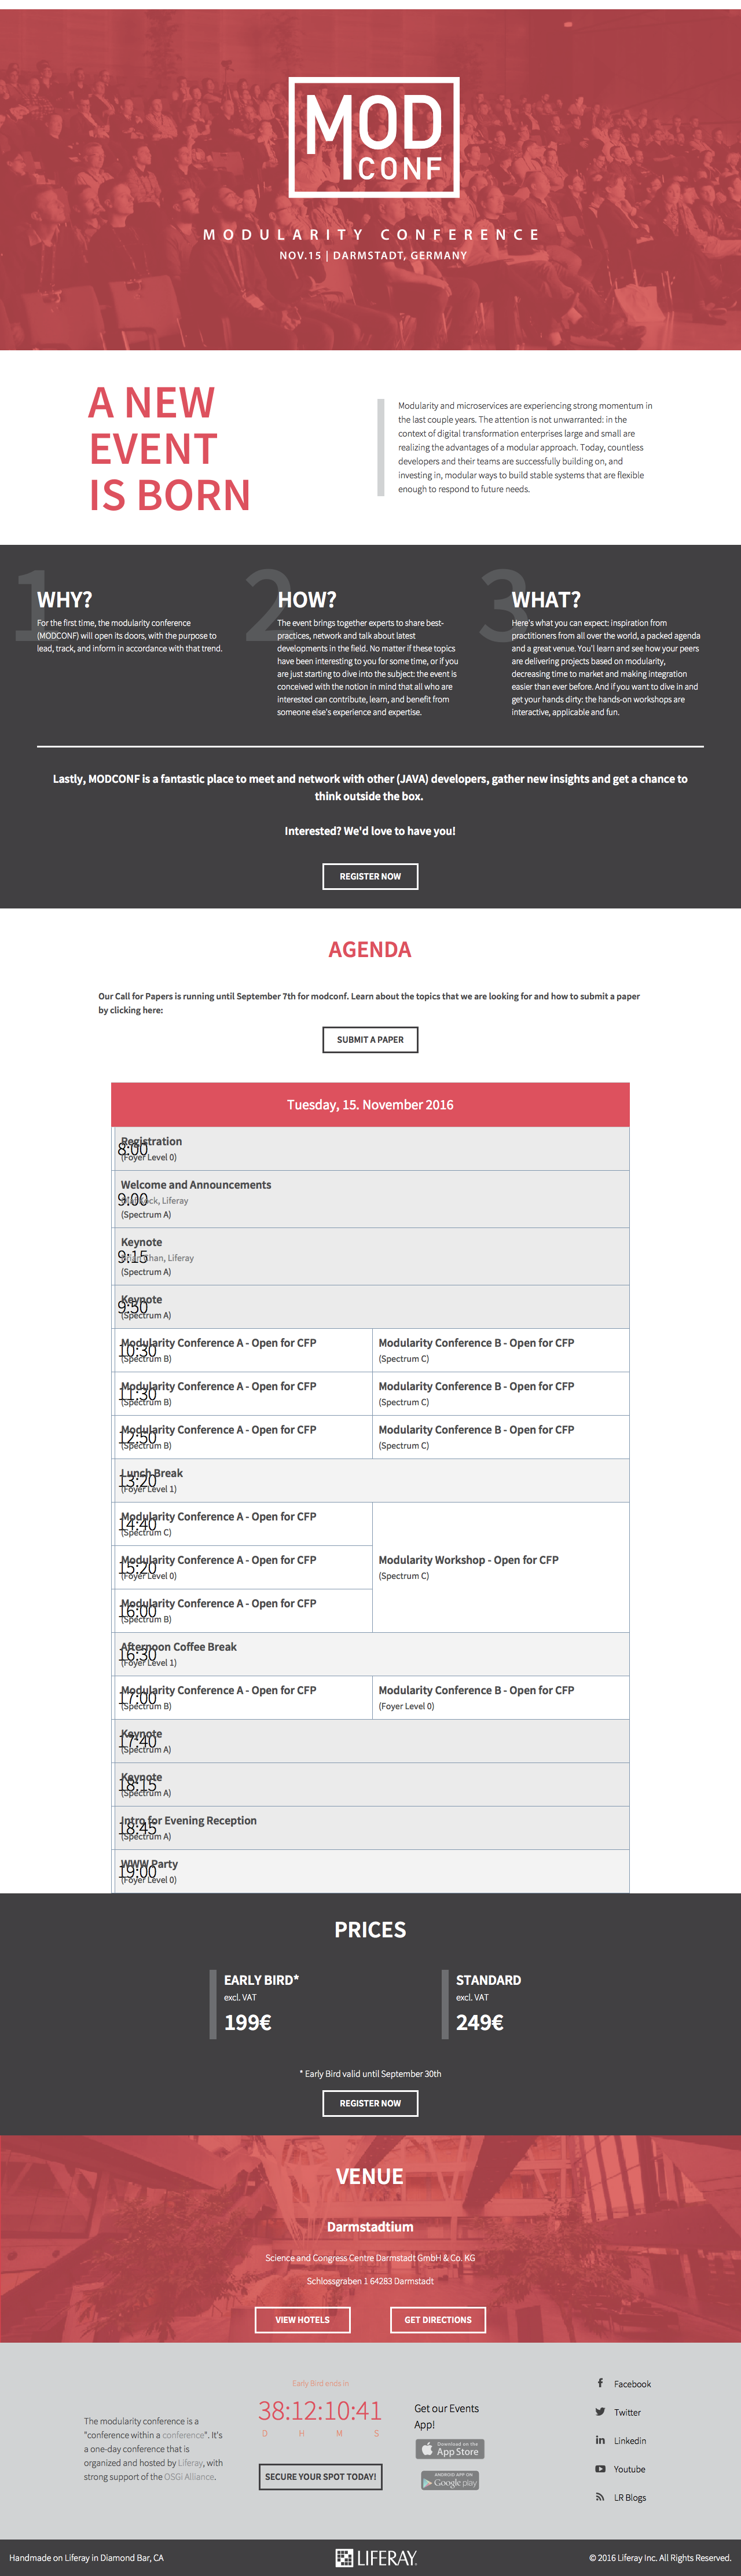 MOD
CONF
MODULARITY CONFERENCE
NOV.15 | DARMSTADT, GERMANY
A NEW
EVENT
IS BORN
Modularity and microservices are experiencing strong momentum in
the last couple years. The attention is not unwarranted: in the
context of digital transformation enterprises large and small are
realizing the advantages of a modular approach. Today, countless
developers and their teams are successfully building on, and
investing in, modular ways to build stable systems that are flexible
enough to respond to future needs.
1
WHY?
For the first time, the modularity conference
(MODCONF) will open its doors, with the purpose to
lead, track, and inform in accordance with that trend.
2
HOW?
The event brings together experts to share best-
practices, network and talk about latest
developments in the field. No matter if these topics
have been interesting to you for some time, or if you
are just starting to dive into the subject: the event is
conceived with the notion in mind that all who are
interested can contribute, learn, and benefit from
someone else's experience and expertise.
3
WHAT?
Here's what you can expect: inspiration from
practitioners from all over the world, a packed agenda
and a great venue. You'l learn and see how your peers
are delivering projects based on modularity,
decreasing time to market and making integration
easier than ever before. And if you want to dive in and
get your hands dirty: the hands-on workshops are
interactive, applicable and fun.
Lastly, MODCONF is a fantastic place to meet and network with other (JAVA) developers, gather new insights and get a chance to
think outside the box.
Interested? We'd love to have you!
REGISTER NOW
AGENDA
Our Call for Papers is running until September 7th for modconf. Learn about the topics that we are looking for and how to submit a paper
by clicking here:
SUBMIT A PAPER
Tuesday, 15. November 2016
8:00
Registration
(Foyer Level 0)
9:00
Welcome and Announcements
Liferay
(Spectrum A)
9:15
Keynote
Brian Chan, Liferay
(Spectrum A)
9:50
Keynote
(Spectrum A)
10:30
Modularity Conference A - Open for CFP
(Spectrum B)
Modularity Conference B - Open for CFP
(Spectrum C)
11:30
Modularity Conference A - Open for CFP
(Spectrum B)
Modularity Conference B - Open for CFP
(Spectrum C)
12:50
Modularity Conference A - Open for CFP
(Spectrum B)
Modularity Conference B - Open for CFP
(Spectrum C)
13:20
Lunch Break
(Foyer Level 1)
14:40
Modularity Conference A - Open for CFP
(Spectrum C)
Modularity Workshop - Open for CFP
(Spectrum C)
15:20
Modularity Conference A - Open for CFP
(Foyer Level 0)
16:00
Modularity Conference A - Open for CFP
(Spectrum B)
16:30
Afternoon Coffee Break
(Foyer Level 1)
17:00
Modularity Conference A - Open for CFP
(Spectrum B)
Modularity Conference B - Open for CFP
(Foyer Level 0)
17:40
Keynote
(Spectrum A)
18:15
Keynote
(Spectrum A)
18:45
Intro for Evening Reception
(Spectrum A)
19:00
WWW Party
(Foyer Level 0)
PRICES
EARLY BIRD*
excl. VAT
199€
STANDARD
excl. VAT
249€
* Early Bird valid until September 30th
REGISTER NOW
VENUE
Darmstadtium
Science and Congress Centre Darmstadt GmbH & Co. KG
Schlossgraben 1 64283 Darmstadt
VIEW HOTELS
GET DIRECTIONS
The modularity conference is a
"conference within a conference". It's
a one-day conference that is
organized and hosted by Liferay, with
strong support of the OSGi Alliance.
Early Bird ends in
38:12:10:41
D H M S
SECURE YOUR SPOT TODAY!
Get our Events
App!
Download on the
App Store
ANDROID APP ON
Google play
Facebook
Twitter
Linkedin
Youtube
LR Blogs
Handmade on Liferay in Diamond Bar, CA
LIFERAY.
© 2016 Liferay Inc. All Rights Reserved.